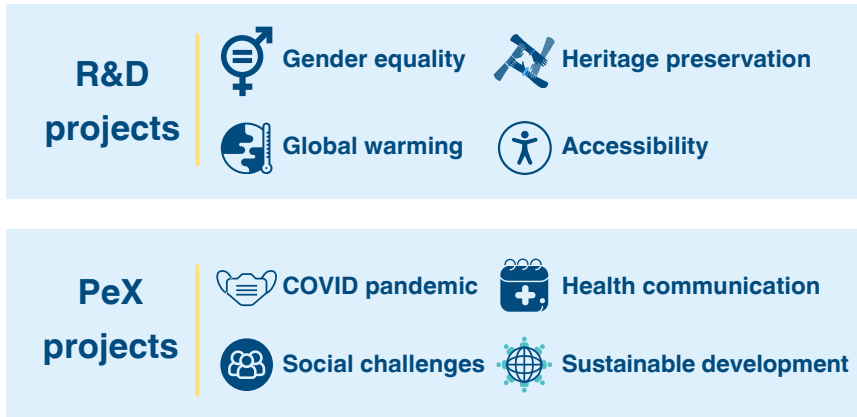 R&D
projects
Gender equality
Heritage preservation
Global warming
Accessibility
PeX
projects
COVID pandemic
Health communication
Social challenges
Sustainable development